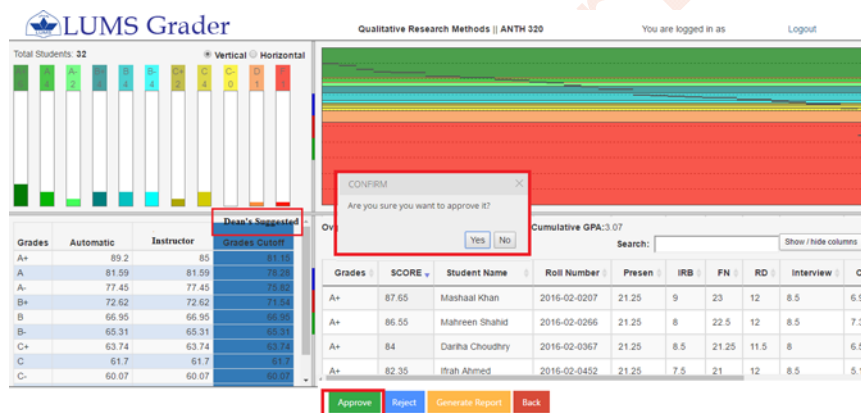 LUMS Grader
Qualitative Research Methods || ANTH 320
You are logged in as
Logout
Total Students: 32
Vertical Horizontal
A A- B B- C+ C C- D
4 2 4 4 2 4 0 1
CONFIRM
Are you sure you want to approve it?
Yes No
Dean's Suggested
Grades Automatic Instructor Grades Cutoff
A+ 89.2 85 81.15
A 81.59 81.59 78.28
A- 77.45 77.45 75.82
B+ 72.62 72.62 71.54
B 66.95 66.95 66.95
B- 65.31 65.31 65.31
C+ 63.74 63.74 63.74
C 61.7 61.7 61.7
C- 60.07 60.07 60.07
Cumulative GPA:3.07
Search:
Show / hide columns
Grades SCORE Student Name Roll Number Presen IRB FN RD Interview
A+ 87.65 Mashaal Khan 2016-02-0207 21.25 9 23 12 8.5
A+ 86.55 Mahreen Shahid 2016-02-0266 21.25 8 22.5 12 8.5
A+ 84 Dariha Choudhry 2016-02-0367 21.25 8.5 21.25 11.5 8
A+ 82.35 Ifrah Ahmed 2016-02-0452 21.25 7.5 21 12 8.5
Approve Reject Generate Report Back